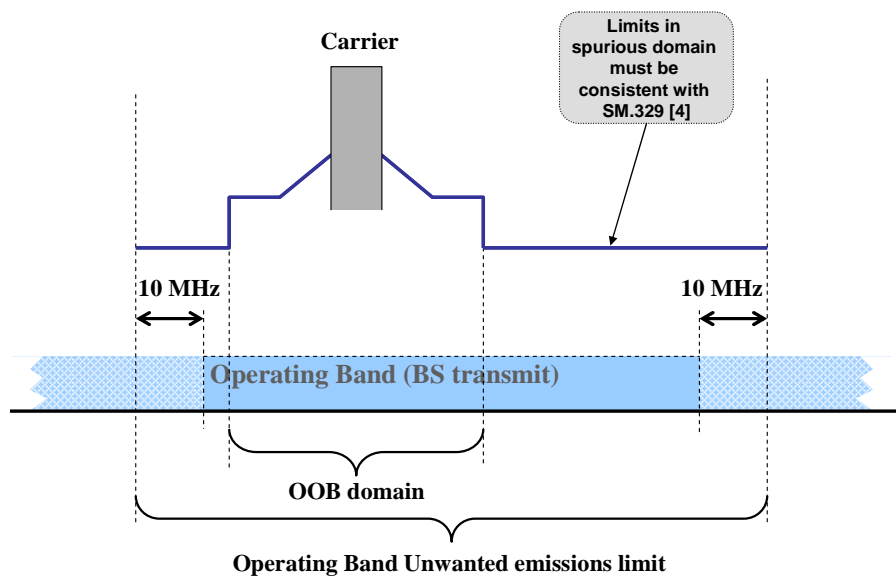 Carrier
Limits in
spurious domain
must be
consistent with
SM.329 [4]
10 MHz
10 MHz
Operating Band (BS transmit)
OOB domain
Operating Band Unwanted emissions limit